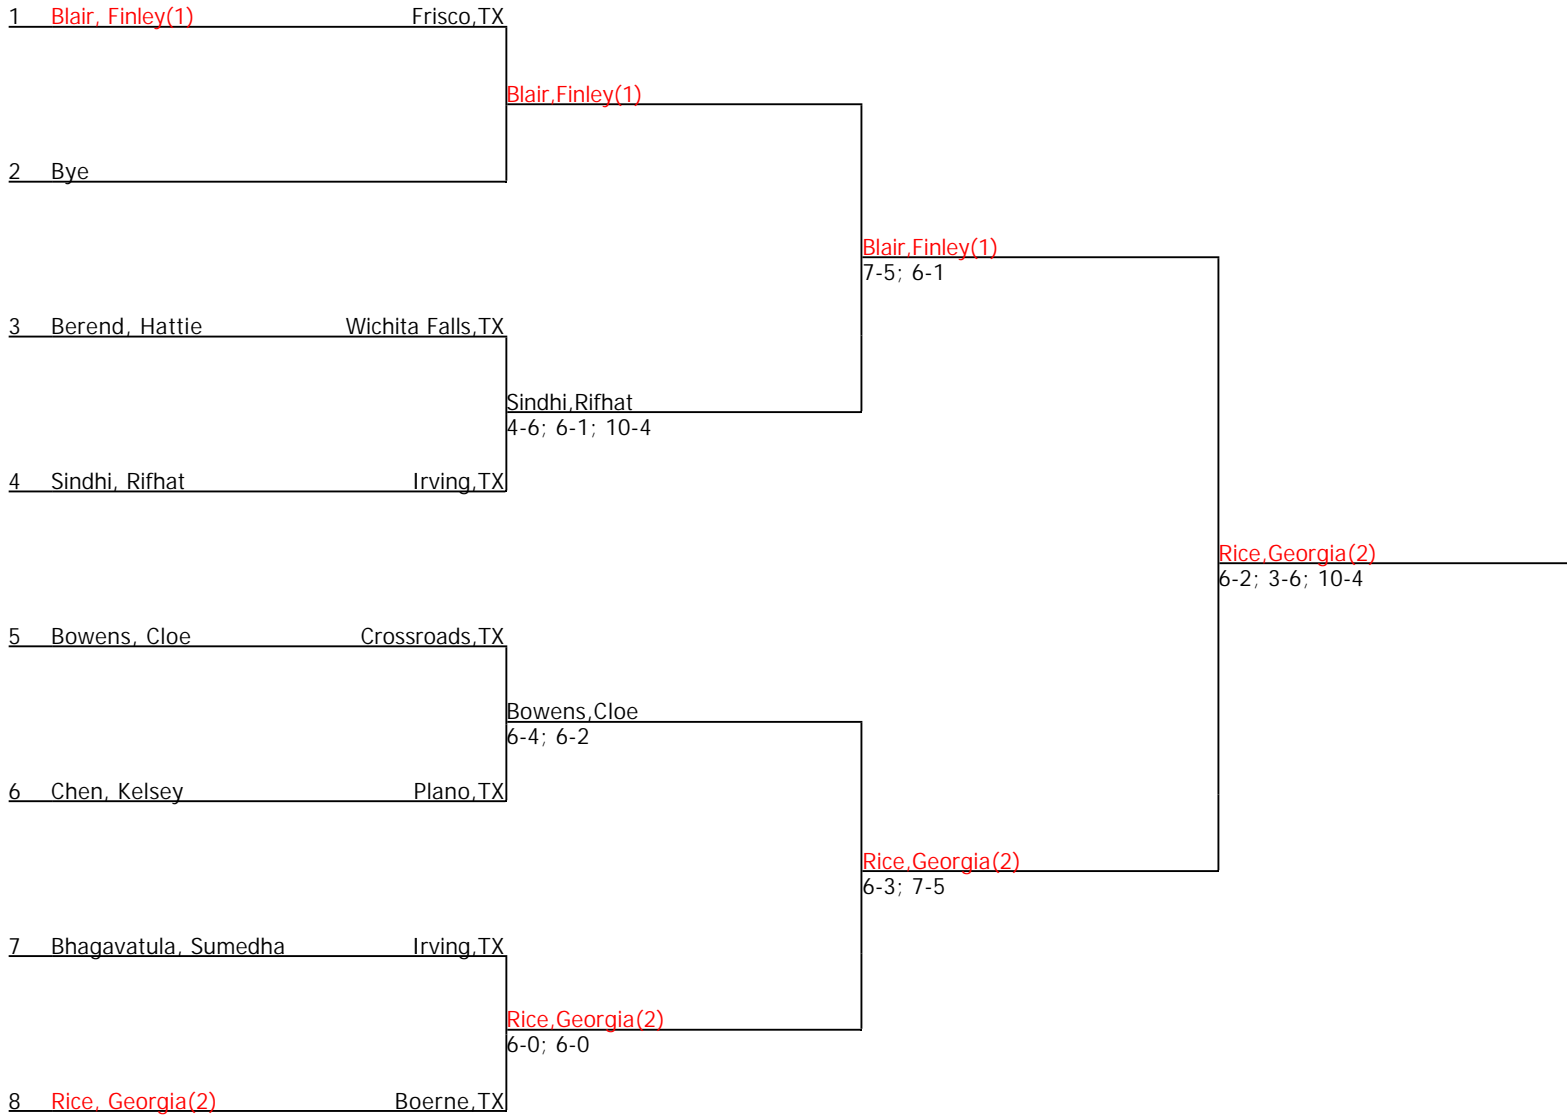 1 Blair, Finley(1) Frisco,TX
Blair,Finley(1)
2 Bye
Blair,Finley(1)
7-5; 6-1
3 Berend, Hattie Wichita Falls,TX
Sindhi,Rifhat
4-6; 6-1; 10-4
4 Sindhi, Rifhat Irving,TX
Rice,Georgia(2)
6-2; 3-6; 10-4
5 Bowens, Cloe Crossroads,TX
Bowens,Cloe
6-4; 6-2
6 Chen, Kelsey Plano,TX
Rice,Georgia(2)
6-3; 7-5
7 Bhagavatula, Sumedha Irving,TX
Rice,Georgia(2)
6-0; 6-0
8 Rice, Georgia(2) Boerne,TX